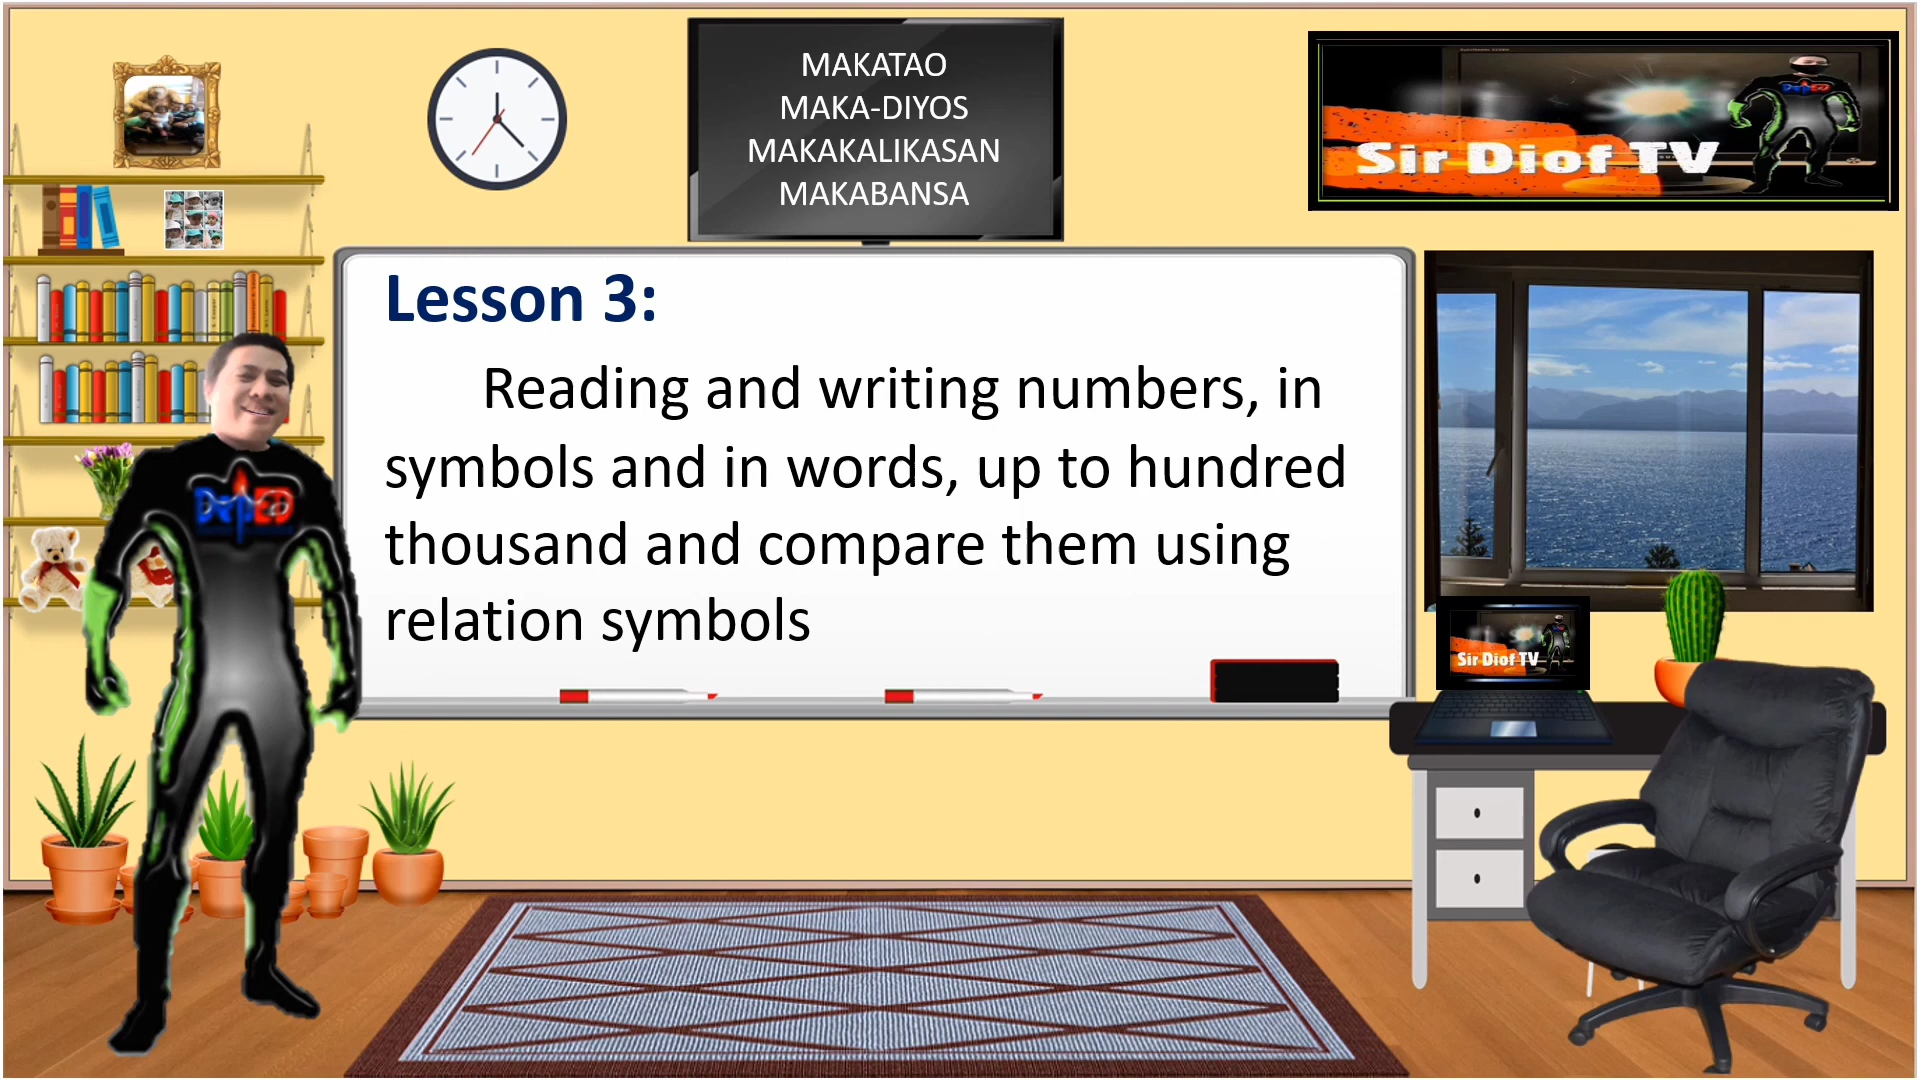 MAKATAO
MAKA-DIYOS
MAKAKALIKASAN
MAKABANSA
Sir Diof TV
Lesson 3:
Reading and writing numbers, in
symbols and in words, up to hundred
thousand and compare them using
relation symbols
DepED
Sir Diof TV